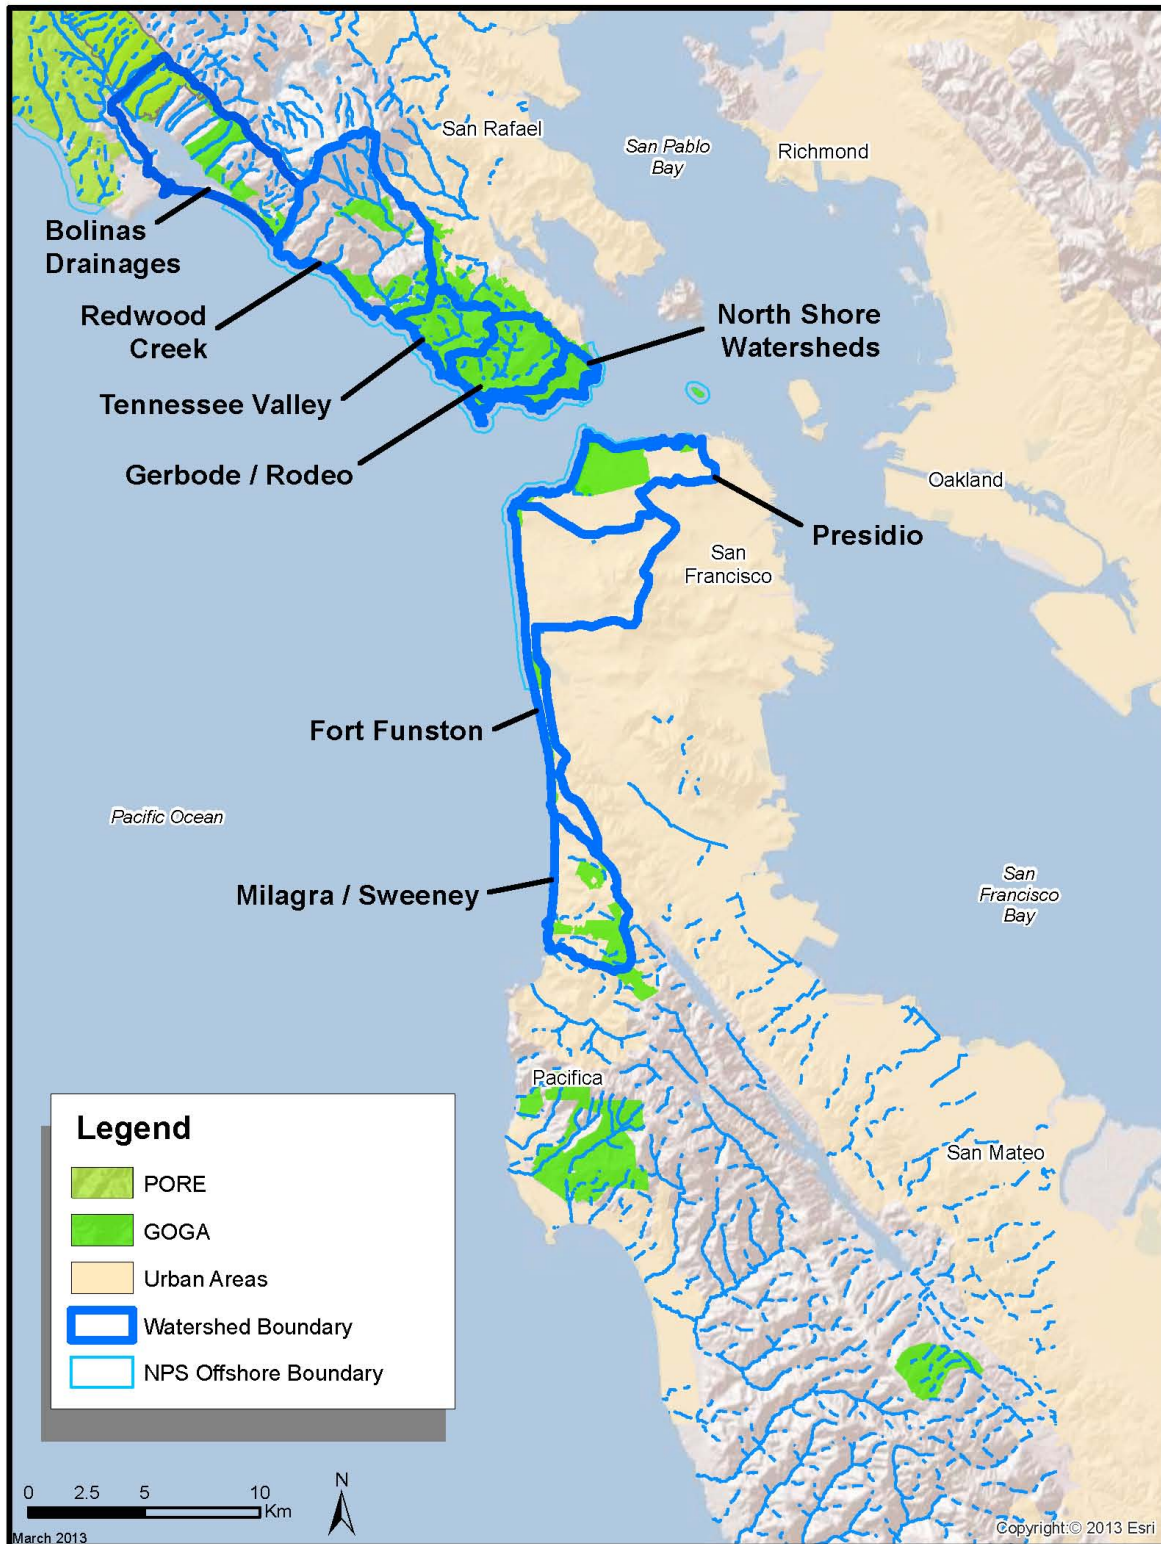 San Rafael
San Pablo
Bay
Richmond
Bolinas
Drainages
Redwood
Creek
North Shore
Watersheds
Tennessee Valley
Gerbode / Rodeo
Oakland
Presidio
San
Francisco
Fort Funston
Pacific Ocean
Milagra / Sweeney
San
Francisco
Bay
Pacifica
San Mateo
Legend
PORE
GOGA
Urban Areas
Watershed Boundary
NPS Offshore Boundary
0 2.5 5 10
Km
N
March 2013
Copyright:© 2013 Esri